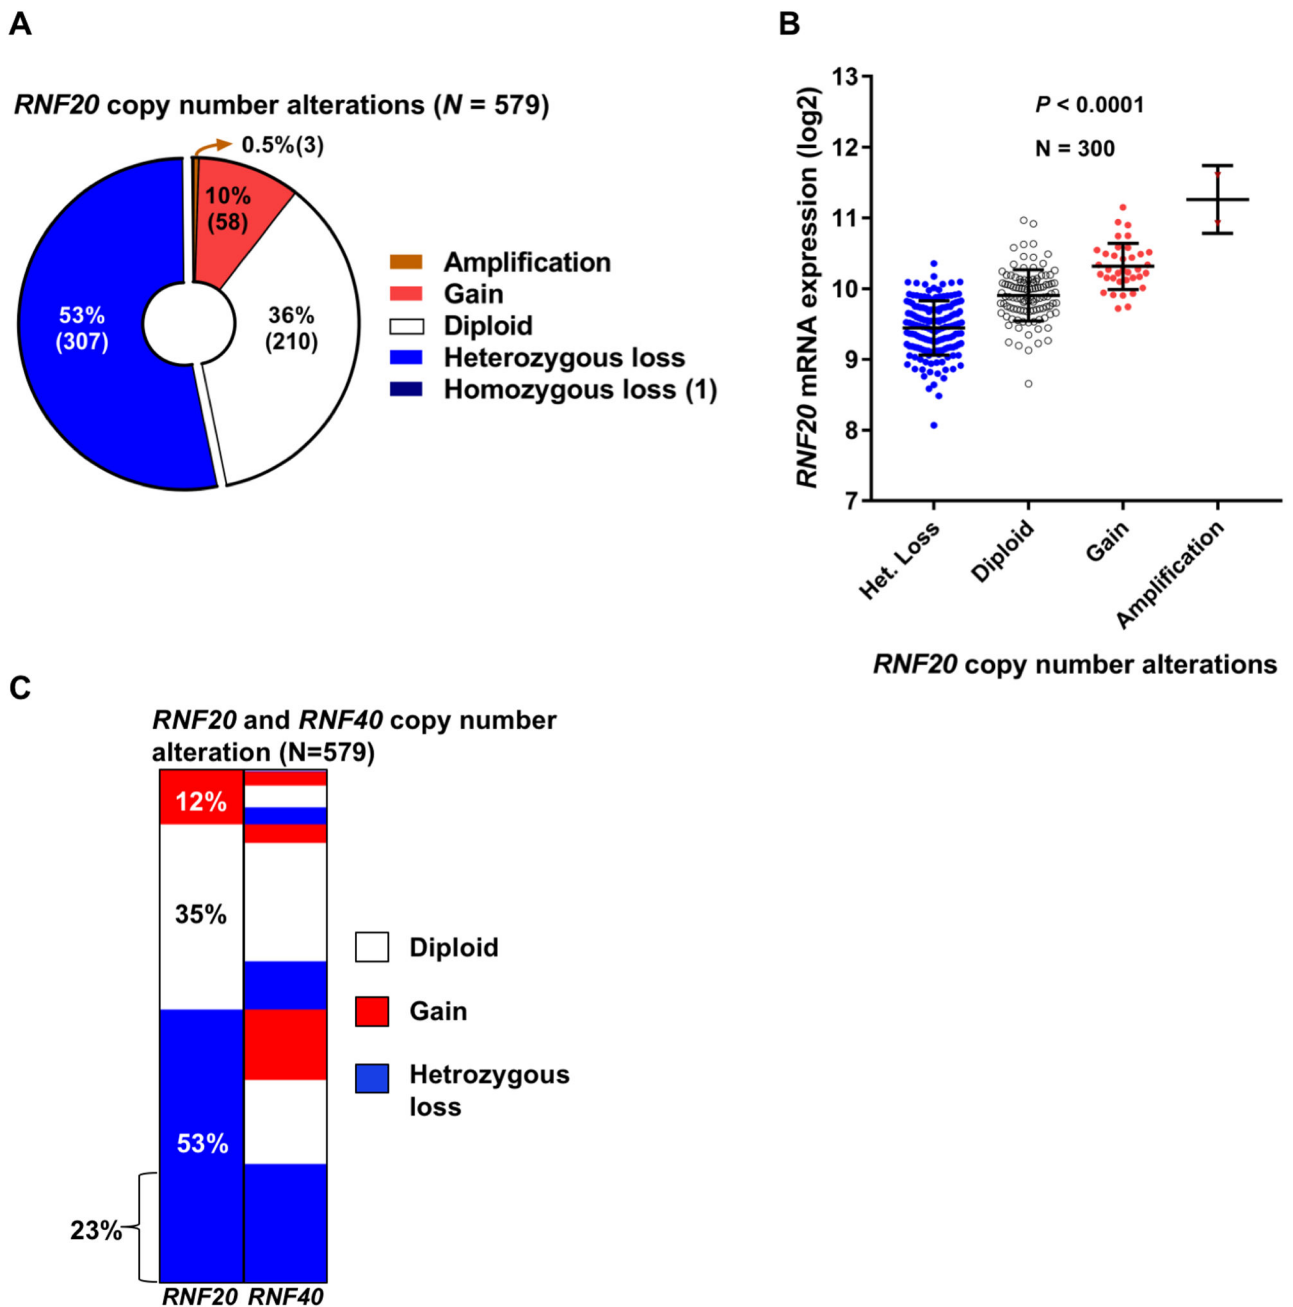 A
RNF20 copy number alterations (N = 579)
0.5%(3)
10%
(58)
53%
(307)
36%
(210)
Amplification
Gain
Diploid
Heterozygous loss
Homozygous loss (1)
B
RNF20 mRNA expression (log2)
13
12
11
10
9
8
7
P < 0.0001
N = 300
Het. Loss
Diploid
Gain
Amplification
RNF20 copy number alterations
C
RNF20 and RNF40 copy number
alteration (N=579)
12%
35%
53%
23%
RNF20 RNF40
Diploid
Gain
Hetrozygous
loss